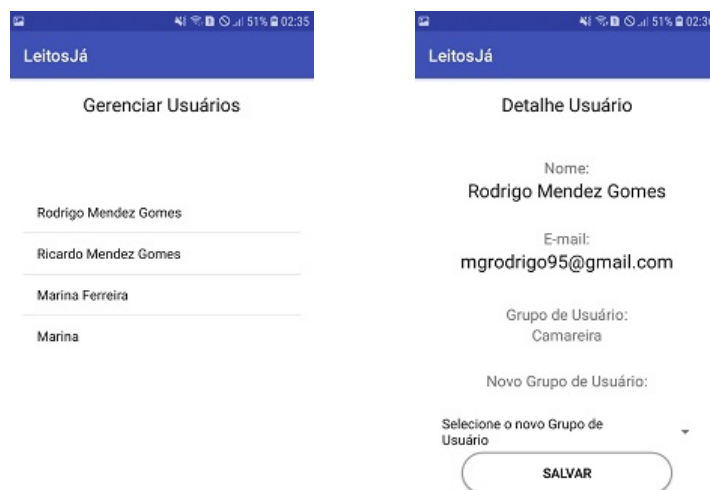 51% 02:35
LeitosJá
Gerenciar Usuários
Rodrigo Mendez Gomes
Ricardo Mendez Gomes
Marina Ferreira
Marina
51%
LeitosJá
Detalhe Usuário
Nome:
Rodrigo Mendez Gomes
E-mail:
mgrodrigo95@gmail.com
Grupo de Usuário:
Camareira
Novo Grupo de Usuário:
Selecione o novo Grupo de
Usuário
SALVAR